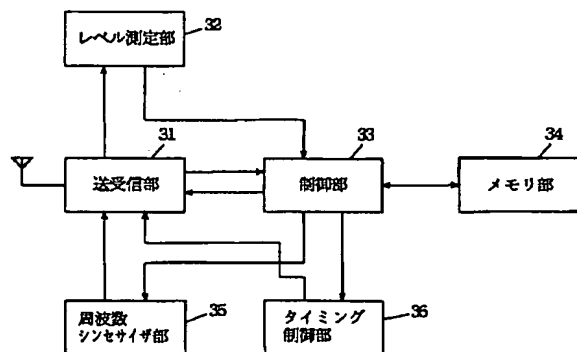 レベル測定部
32
31
送受信部
33
制御部
34
メモリ部
周波数
シンセサイザ部
35
タイミング
制御部
36